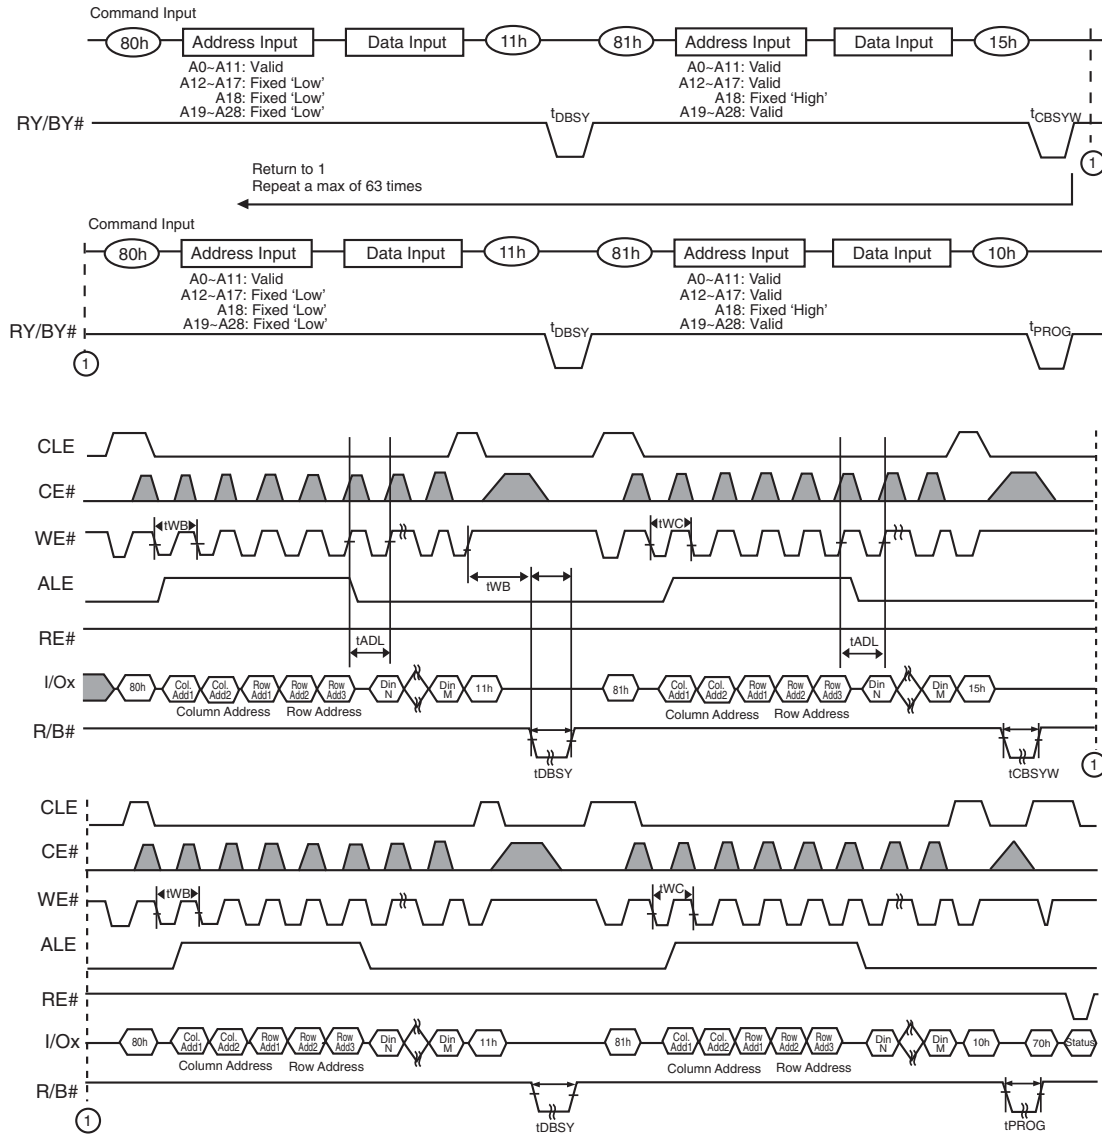 Command Input
80h Address Input Data Input 11h 81h Address Input Data Input 15h
A0~A11: Valid A0~A11: Valid
A12~A17: Fixed ‘Low’ A12~A17: Valid
A18: Fixed ‘Low’ A18: Fixed ‘High’
A19~A28: Fixed ‘Low’ A19~A28: Valid
RY/BY# tDBSY tCBSYW
1
Return to 1
Repeat a max of 63 times
Command Input
80h Address Input Data Input 11h 81h Address Input Data Input 10h
A0~A11: Valid A0~A11: Valid
A12~A17: Fixed ‘Low’ A12~A17: Valid
A18: Fixed ‘Low’ A18: Fixed ‘High’
A19~A28: Fixed ‘Low’ A19~A28: Valid
RY/BY# tDBSY tPROG
1
CLE
CE#
WE# tWB tWC
ALE tWB
RE#
tADL tADL
I/Ox 80h Col. Add1 Col. Add2 Row Add1 Row Add2 Row Add3 Din N Din M 11h 81h Col. Add1 Col. Add2 Row Add1 Row Add2 Row Add3 Din N Din M 15h
Column Address Row Address Column Address Row Address
R/B#
tDBSY tCBSYW 1
CLE
CE#
WE# tWB tWC
ALE
RE#
I/Ox 80h Col. Add1 Col. Add2 Row Add1 Row Add2 Row Add3 Din N Din M 11h 81h Col. Add1 Col. Add2 Row Add1 Row Add2 Row Add3 Din N Din M 10h 70h Status
Column Address Row Address Column Address Row Address
R/B#
1 tDBSY tPROG